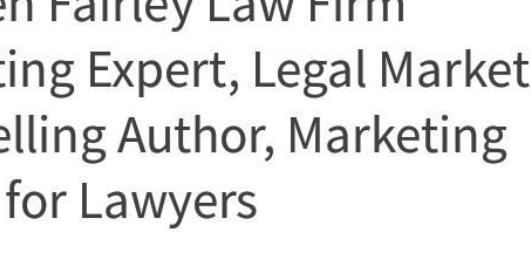 en Fairley Law Firm
ting Expert, Legal Market
elling Author, Marketing
for Lawyers